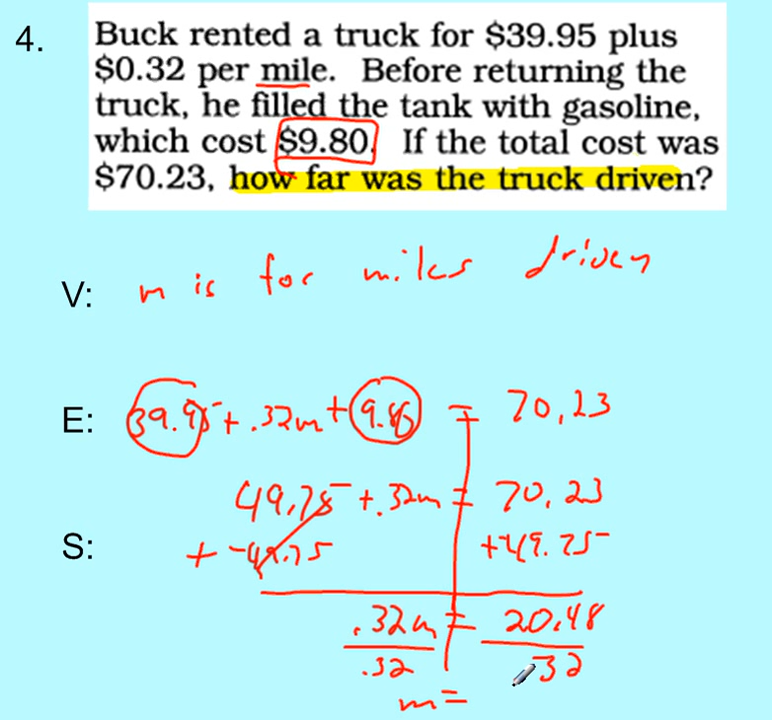 4.
Buck rented a truck for $39.95 plus
$0.32 per mile. Before returning the
truck, he filled the tank with gasoline,
which cost $9.80. If the total cost was
$70.23, how far was the truck driven?
V: m is for miles driven
E: 39.95 + .32m + 9.80 = 70.23
49.75 + .32m = 70.23
S: + -49.75 + -49.75
.32m = 20.48
.32 .32
m =